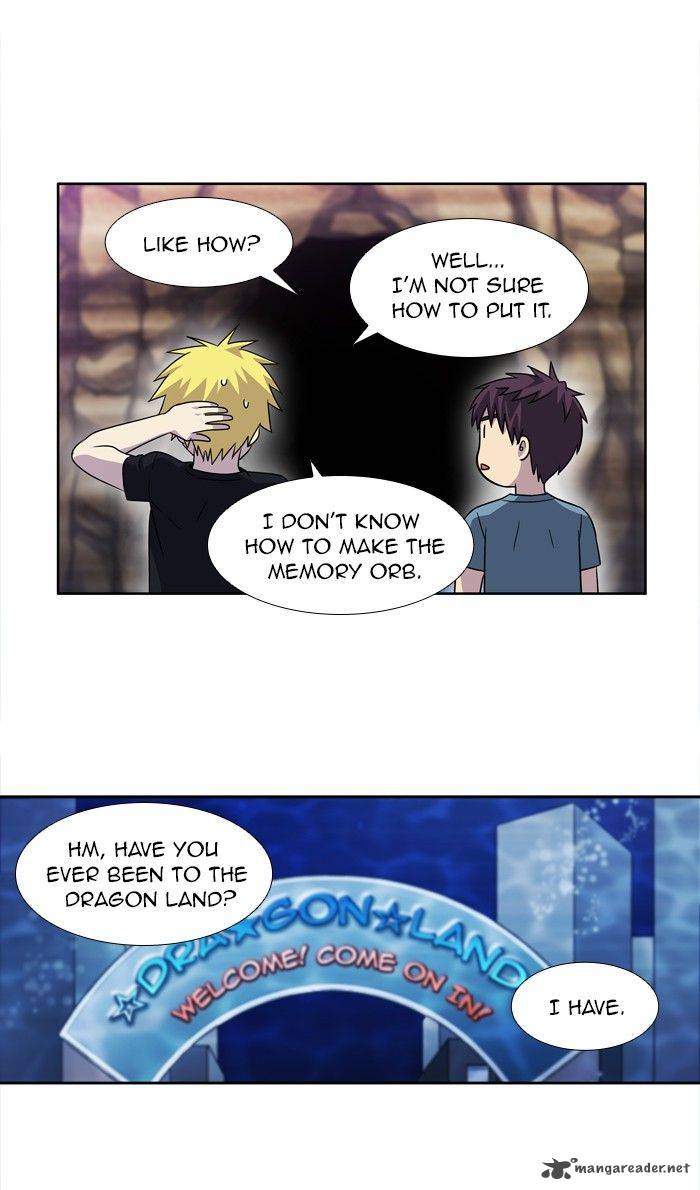 LIKE HOW?
WELL...
I'M NOT SURE
HOW TO PUT IT.
I DON'T KNOW
HOW TO MAKE THE
MEMORY ORB.
HM, HAVE YOU
EVER BEEN TO THE
DRAGON LAND?
☆DRA★GON★LAND
WELCOME! COME ON IN!
I HAVE.
mangareader.net